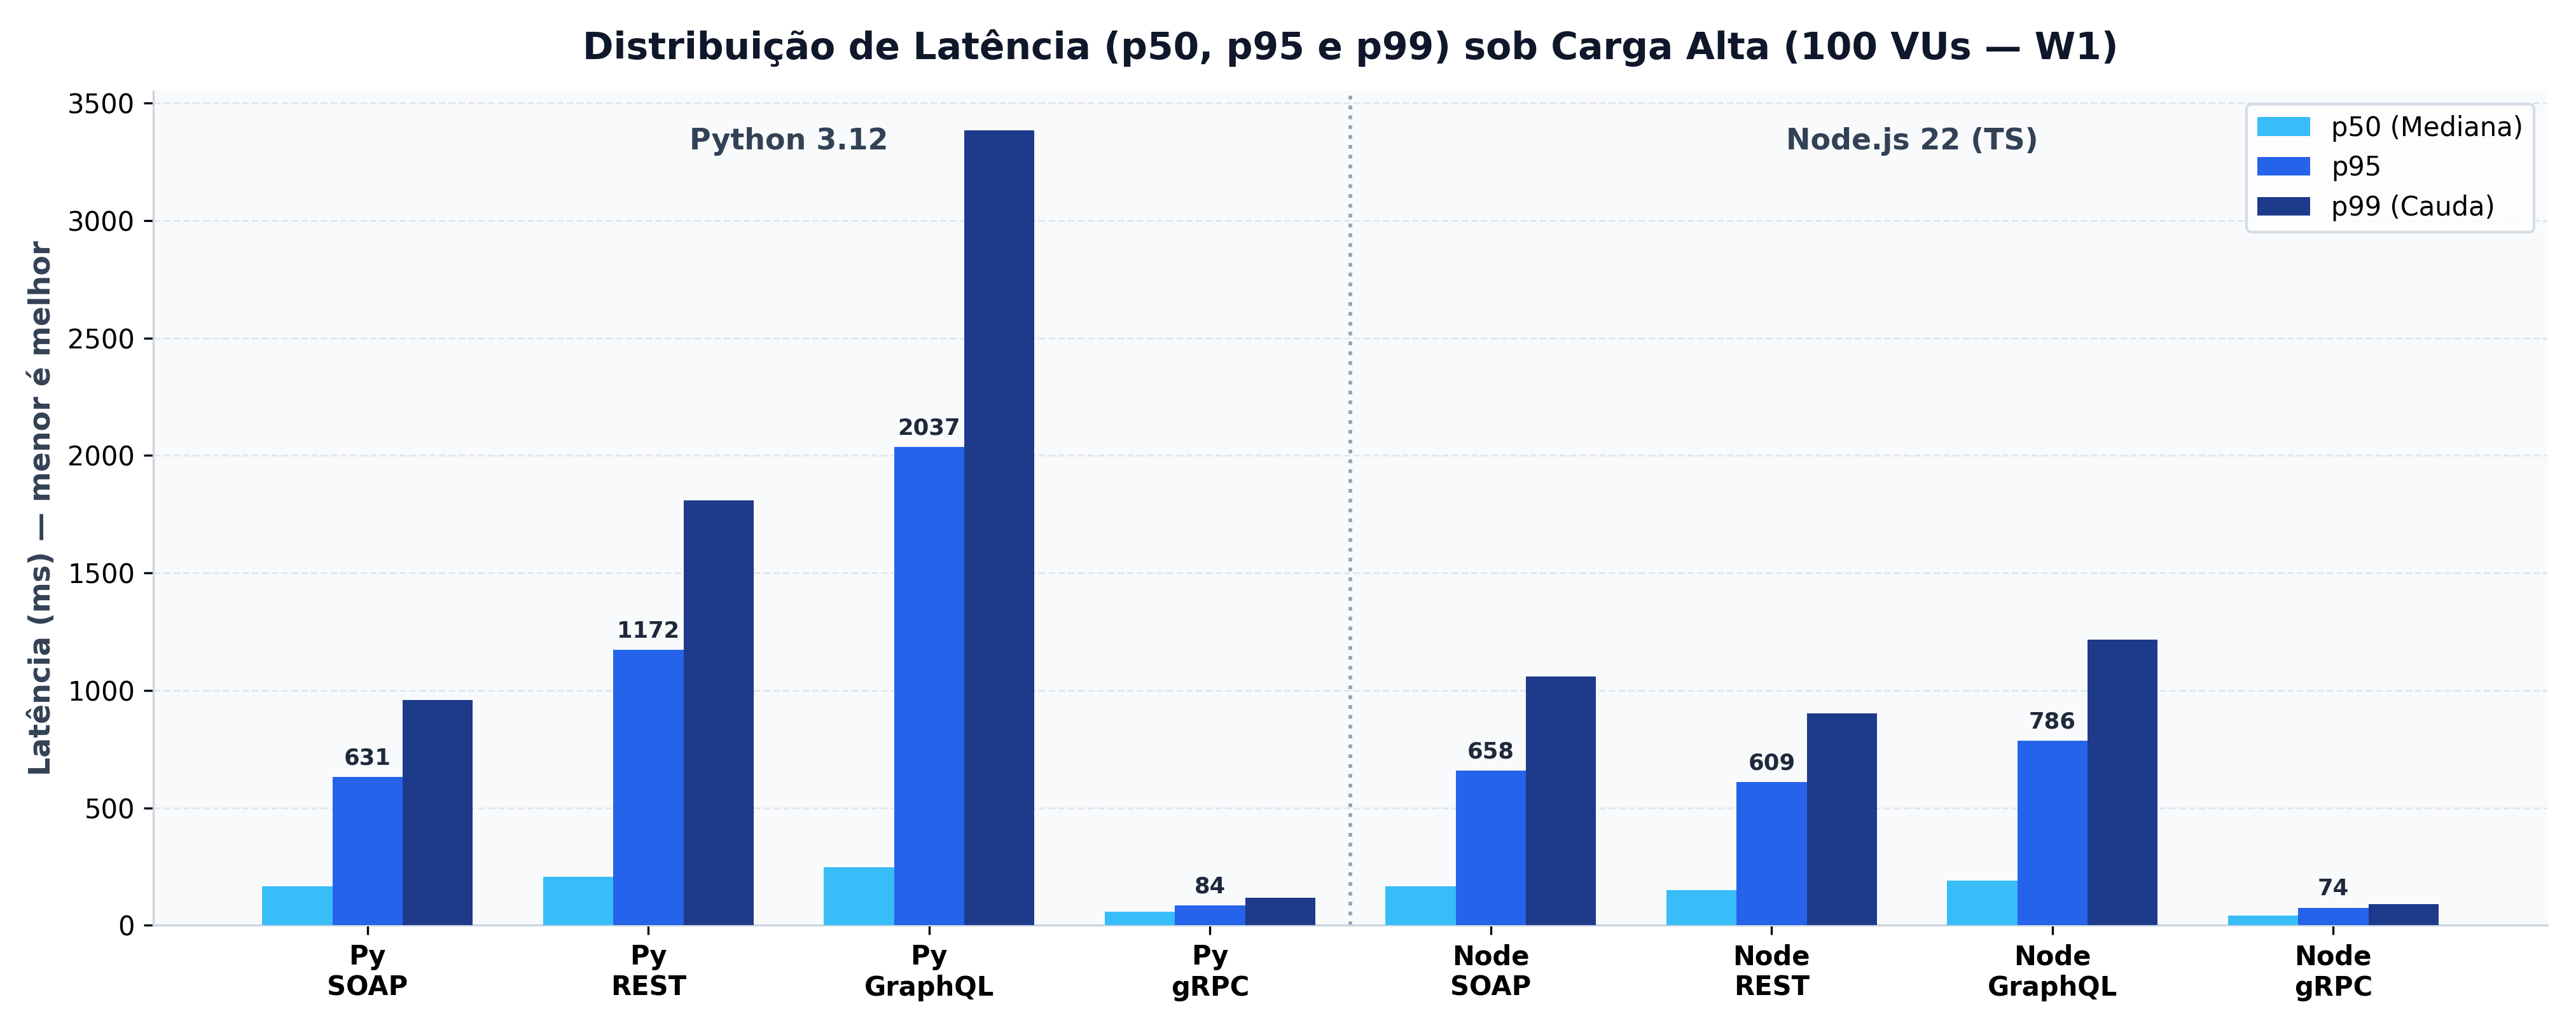 Distribuição de Latência (p50, p95 e p99) sob Carga Alta (100 VUs — W1)
Latência (ms) — menor é melhor
3500
3000
2500
2000
1500
1000
500
0
Python 3.12
Node.js 22 (TS)
p50 (Mediana)
p95
p99 (Cauda)
631
1172
2037
84
658
609
786
74
Py
SOAP
Py
REST
Py
GraphQL
Py
gRPC
Node
SOAP
Node
REST
Node
GraphQL
Node
gRPC